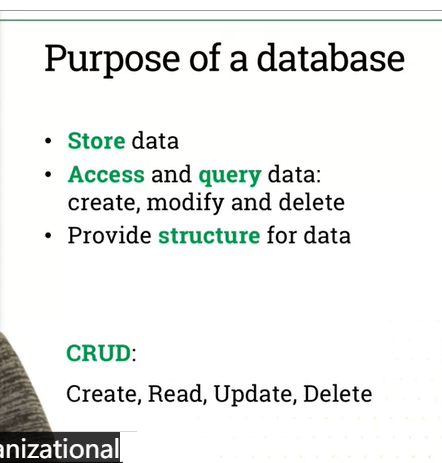 Purpose of a database
• Store data
• Access and query data:
create, modify and delete
• Provide structure for data
CRUD:
Create, Read, Update, Delete
anizational